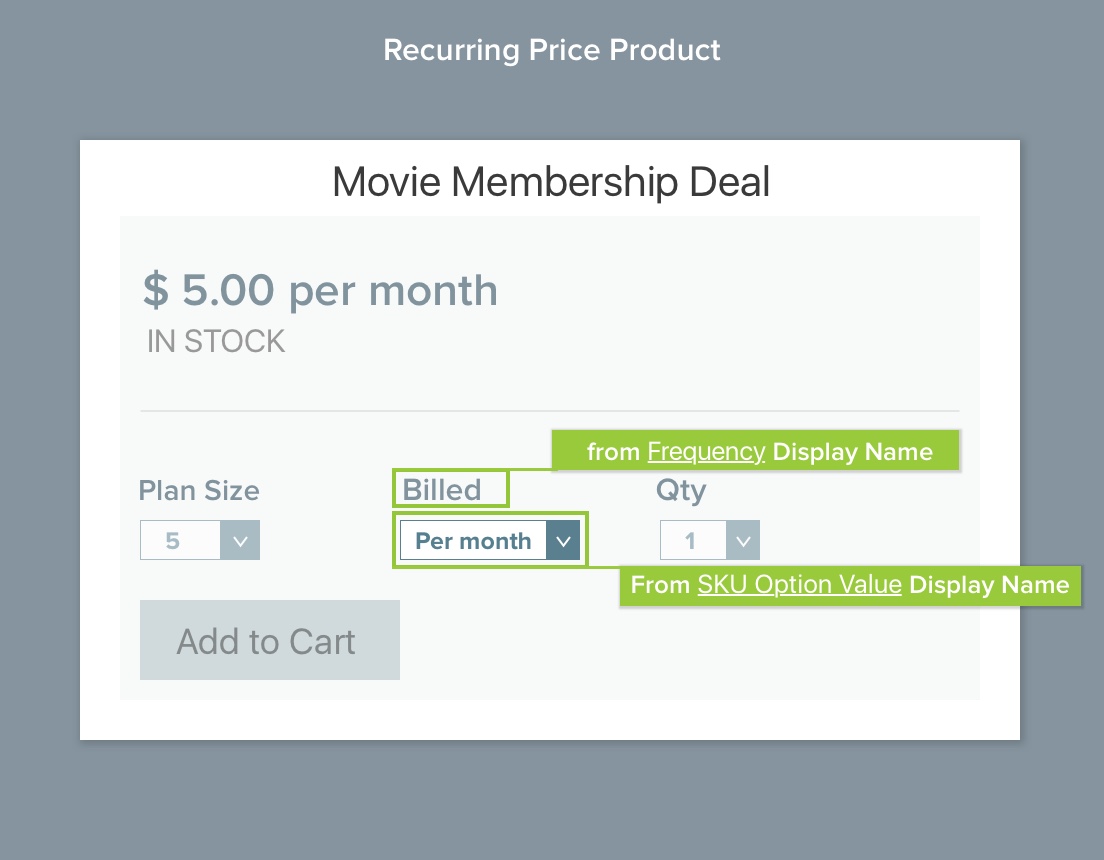 Recurring Price Product
Movie Membership Deal
$ 5.00 per month
IN STOCK
from Frequency Display Name
Plan Size
Billed
Qty
5
Per month
1
From SKU Option Value Display Name
Add to Cart